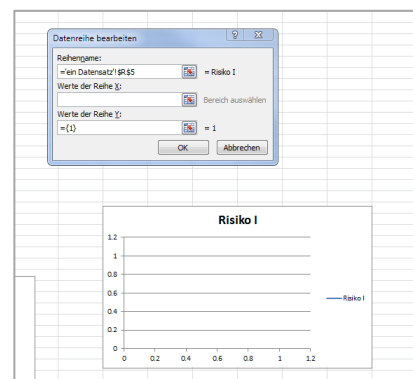 Datenreihe bearbeiten
Reihenname:
='ein Datensatz'!$R$5 = Risiko I
Werte der Reihe X:
Bereich auswählen
Werte der Reihe Y:
={1} = 1
OK Abbrechen
Risiko I
1.2
1
0.8
0.6
0.4
0.2
0
0 0.2 0.4 0.6 0.8 1 1.2
Risiko I